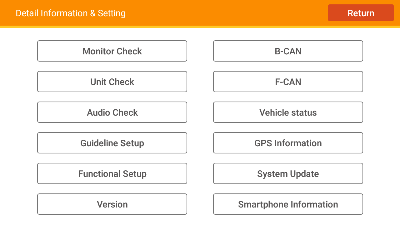 Detail Information & Setting
Return
Monitor Check
B-CAN
Unit Check
F-CAN
Audio Check
Vehicle status
Guideline Setup
GPS Information
Functional Setup
System Update
Version
Smartphone Information